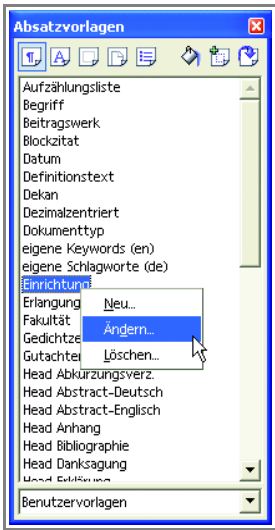 Absatzvorlagen
Aufzählungsliste
Begriff
Beitragswerk
Blockzitat
Datum
Definitionstext
Dekan
Dezimalzentriert
Dokumenttyp
eigene Keywords (en)
eigene Schlagworte (de)
Einrichtung
Erlangung
Neu...
Fakultät
Ändern...
Gedichtze
Gutachter
Löschen...
Head Abkürzungsverz.
Head Abstract-Deutsch
Head Abstract-Englisch
Head Anhang
Head Bibliographie
Head Danksagung
Head Erklärung
Benutzervorlagen